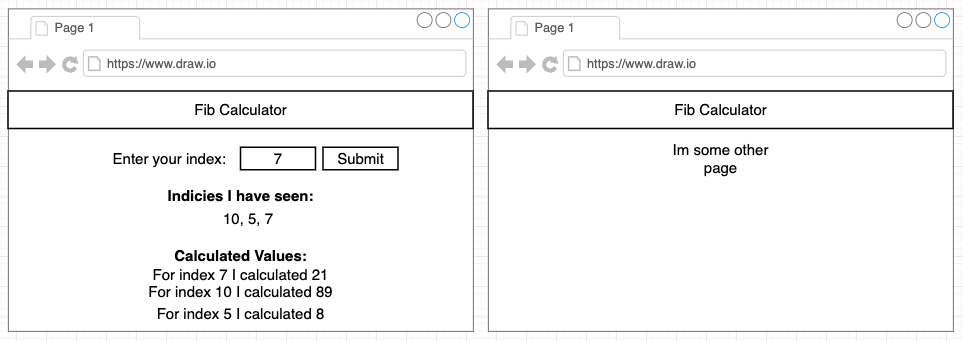 Page 1
https://www.draw.io
Fib Calculator
Enter your index: 7 Submit
Indicies I have seen:
10, 5, 7
Calculated Values:
For index 7 I calculated 21
For index 10 I calculated 89
For index 5 I calculated 8
Page 1
https://www.draw.io
Fib Calculator
Im some other
page